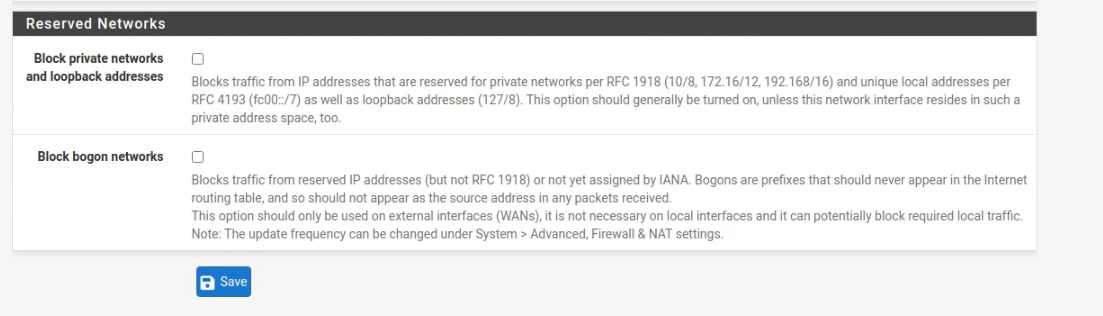 Reserved Networks
Block private networks
and loopback addresses
Blocks traffic from IP addresses that are reserved for private networks per RFC 1918 (10/8, 172.16/12, 192.168/16) and unique local addresses per
RFC 4193 (fc00::/7) as well as loopback addresses (127/8). This option should generally be turned on, unless this network interface resides in such a
private address space, too.
Block bogon networks
Blocks traffic from reserved IP addresses (but not RFC 1918) or not yet assigned by IANA. Bogons are prefixes that should never appear in the Internet
routing table, and so should not appear as the source address in any packets received.
This option should only be used on external interfaces (WANs), it is not necessary on local interfaces and it can potentially block required local traffic.
Note: The update frequency can be changed under System > Advanced, Firewall & NAT settings.
Save